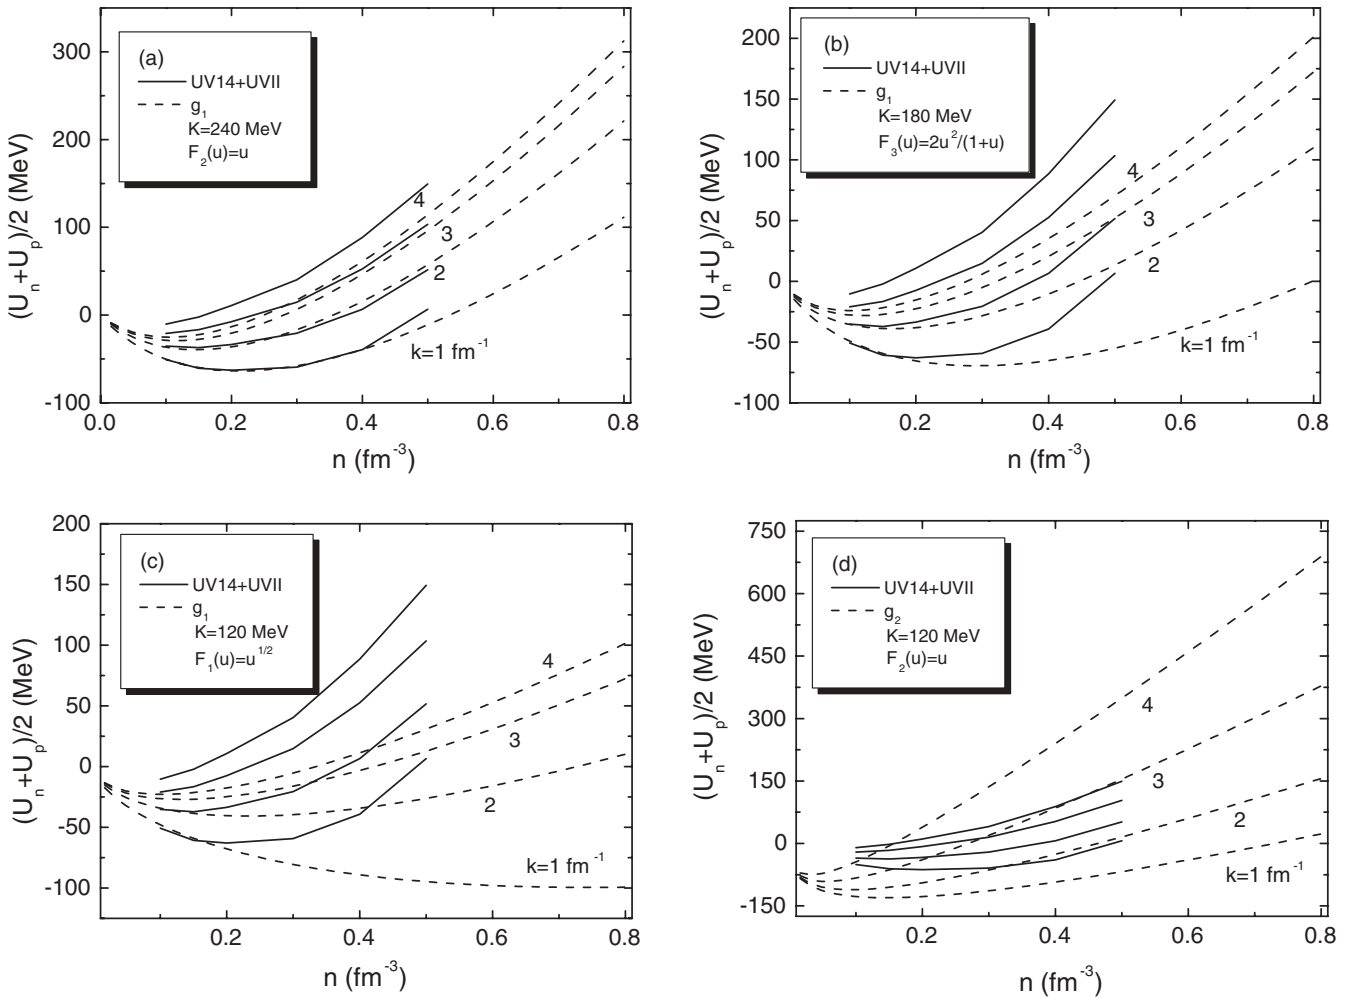 (a)
UV14+UVII
g₁
K=240 MeV
F₂(u)=u
300
200
100
0
-100
0.0
0.2
0.4
0.6
0.8
4
3
2
k=1 fm⁻¹
(Uₙ+Uₚ)/2 (MeV)
n (fm⁻³)
(b)
UV14+UVII
g₁
K=180 MeV
F₃(u)=2u²/(1+u)
200
150
100
50
0
-50
-100
0.2
0.4
0.6
0.8
4
3
2
k=1 fm⁻¹
(Uₙ+Uₚ)/2 (MeV)
n (fm⁻³)
(c)
UV14+UVII
g₁
K=120 MeV
F₁(u)=u^1/2
200
150
100
50
0
-50
-100
0.2
0.4
0.6
0.8
4
3
2
k=1 fm⁻¹
(Uₙ+Uₚ)/2 (MeV)
n (fm⁻³)
(d)
UV14+UVII
g₂
K=120 MeV
F₂(u)=u
750
600
450
300
150
0
-150
0.2
0.4
0.6
0.8
4
3
2
k=1 fm⁻¹
(Uₙ+Uₚ)/2 (MeV)
n (fm⁻³)